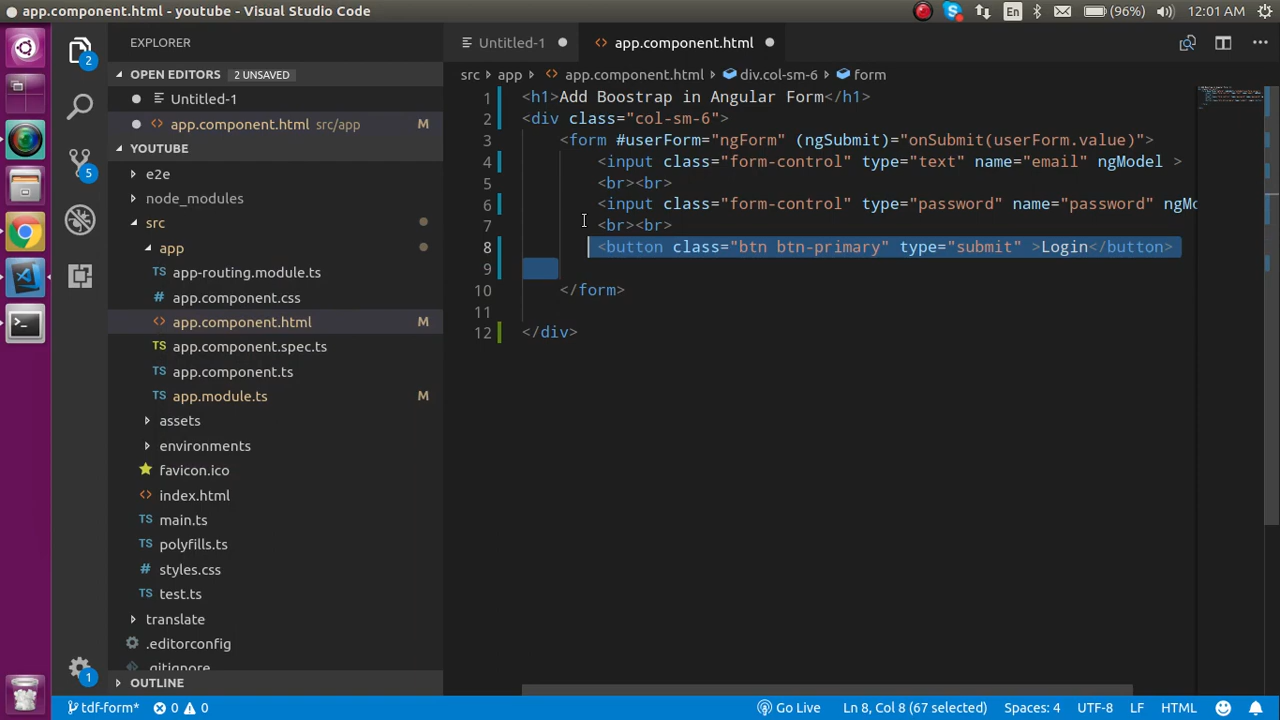 app.component.html - youtube - Visual Studio Code
En
(96%)
12:01 AM
EXPLORER
Untitled-1
app.component.html
2
OPEN EDITORS 2 UNSAVED
src app app.component.html div.col-sm-6 form
Untitled-1
app.component.html src/app M
YOUTUBE
5
e2e
node_modules
src
app
app-routing.module.ts
app.component.css
app.component.html M
app.component.spec.ts
app.component.ts
app.module.ts M
assets
environments
favicon.ico
index.html
main.ts
polyfills.ts
styles.css
test.ts
translate
.editorconfig
.gitignore
OUTLINE
1
1 <h1>Add Boostrap in Angular Form</h1>
2 <div class="col-sm-6">
3 <form #userForm="ngForm" (ngSubmit)="onSubmit(userForm.value)">
4 <input class="form-control" type="text" name="email" ngModel >
5 <br><br>
6 <input class="form-control" type="password" name="password" ngMo
7 <br><br>
8 <button class="btn btn-primary" type="submit" >Login</button>
9
10 </form>
11
12 </div>
tdf-form* 0 0 Go Live Ln 8, Col 8 (67 selected) Spaces: 4 UTF-8 LF HTML